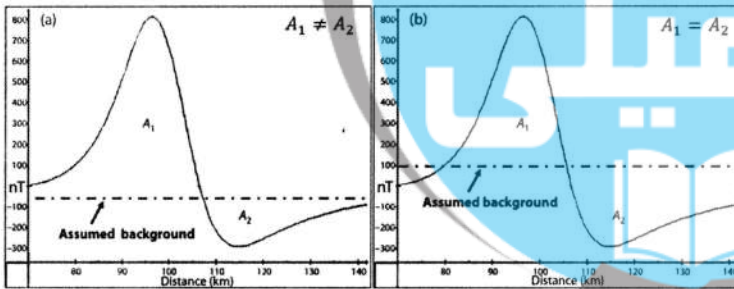 (a)
A₁ ≠ A₂
800
700
600
500
400
300
200
100
nT
-100
-200
-300
A₁
A₂
Assumed background
80 90 100 110 120 130 140
Distance (km)
(b)
A₁ = A₂
800
700
600
500
400
300
200
100
nT
-100
-200
-300
A₁
A₂
Assumed background
80 90 100 110 120 130
Distance (km)